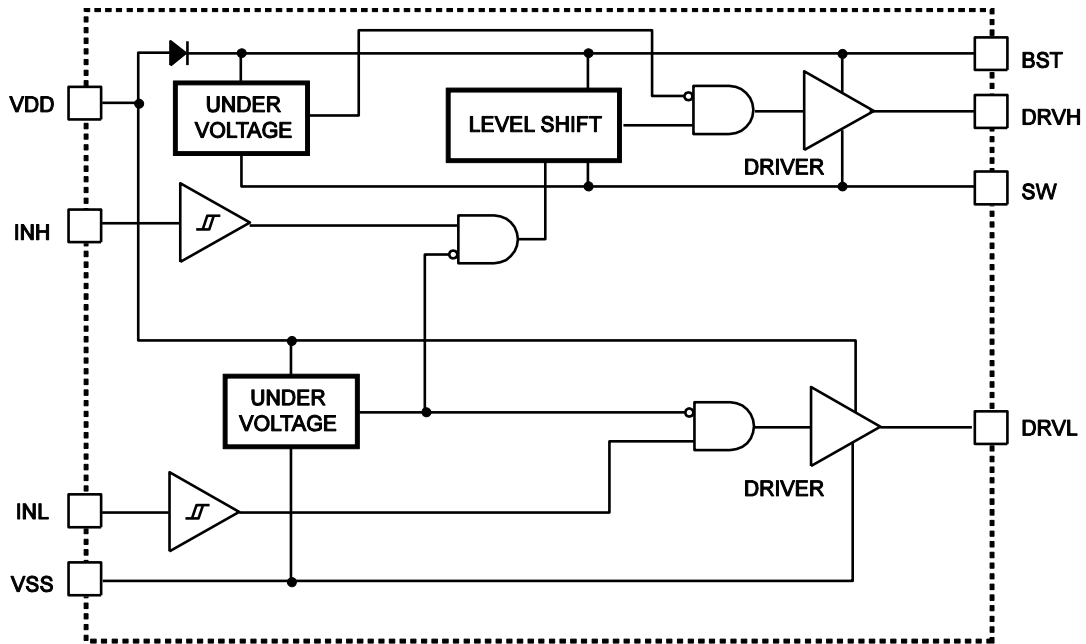 BST
VDD
UNDER
VOLTAGE
LEVEL SHIFT
DRVH
DRIVER
SW
INH
UNDER
VOLTAGE
DRVL
DRIVER
INL
VSS